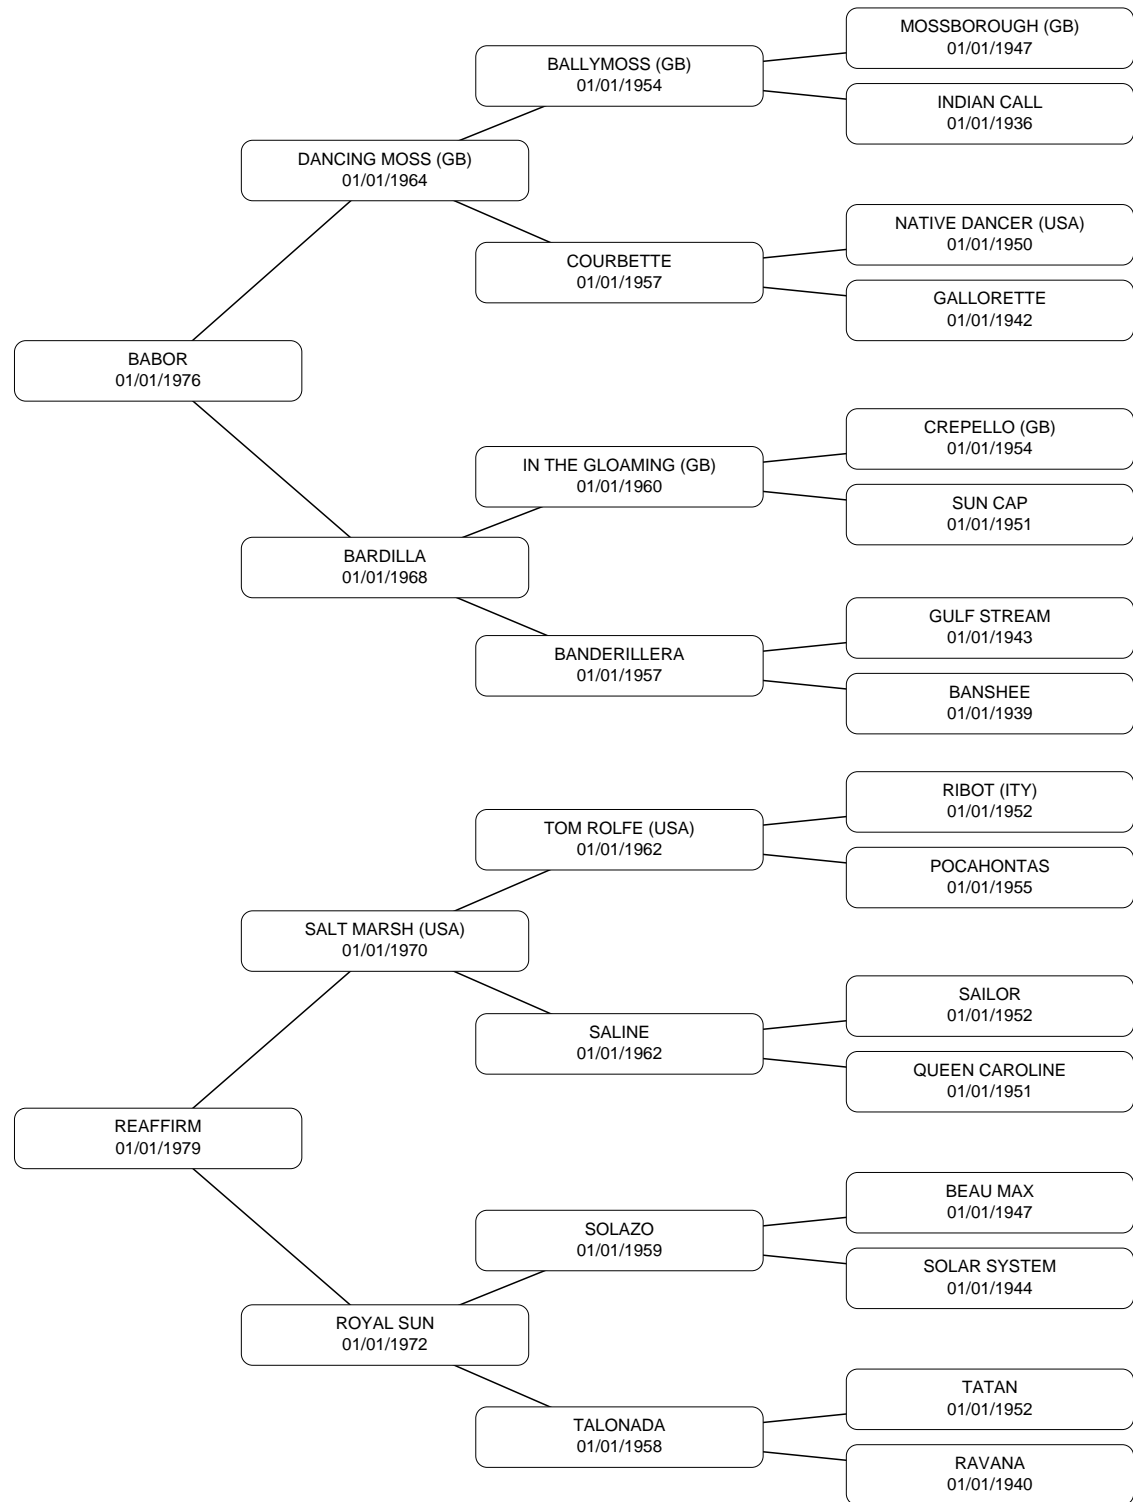 MOSSBOROUGH (GB)
01/01/1947
BALLYMOSS (GB)
01/01/1954
INDIAN CALL
01/01/1936
DANCING MOSS (GB)
01/01/1964
NATIVE DANCER (USA)
01/01/1950
COURBETTE
01/01/1957
GALLORETTE
01/01/1942
BABOR
01/01/1976
CREPELLO (GB)
01/01/1954
IN THE GLOAMING (GB)
01/01/1960
SUN CAP
01/01/1951
BARDILLA
01/01/1968
GULF STREAM
01/01/1943
BANDERILLERA
01/01/1957
BANSHEE
01/01/1939
RIBOT (ITY)
01/01/1952
TOM ROLFE (USA)
01/01/1962
POCAHONTAS
01/01/1955
SALT MARSH (USA)
01/01/1970
SAILOR
01/01/1952
SALINE
01/01/1962
QUEEN CAROLINE
01/01/1951
REAFFIRM
01/01/1979
BEAU MAX
01/01/1947
SOLAZO
01/01/1959
SOLAR SYSTEM
01/01/1944
ROYAL SUN
01/01/1972
TATAN
01/01/1952
TALONADA
01/01/1958
RAVANA
01/01/1940